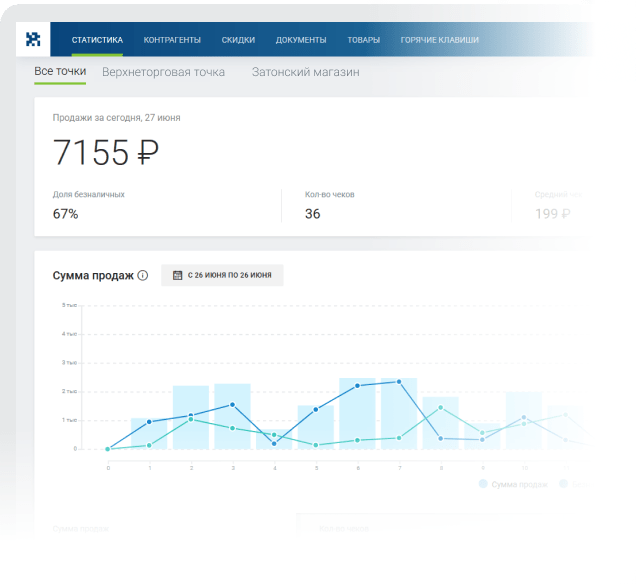 СТАТИСТИКА КОНТРАГЕНТЫ СКИДКИ ДОКУМЕНТЫ ТОВАРЫ ГОРЯЧИЕ КЛАВИШИ
Все точки Верхнеторговая точка Затонский магазин
Продажи за сегодня, 27 июня
7155 ₽
Доля безналичных Кол-во чеков Средний чек
67% 36 199 ₽
Сумма продаж С 26 ИЮНЯ ПО 26 ИЮНЯ
5 тыс
4 тыс
3 тыс
2 тыс
1 тыс
0
0 1 2 3 4 5 6 7 8 9 10
Сумма продаж
Сумма продаж Кол-во чеков